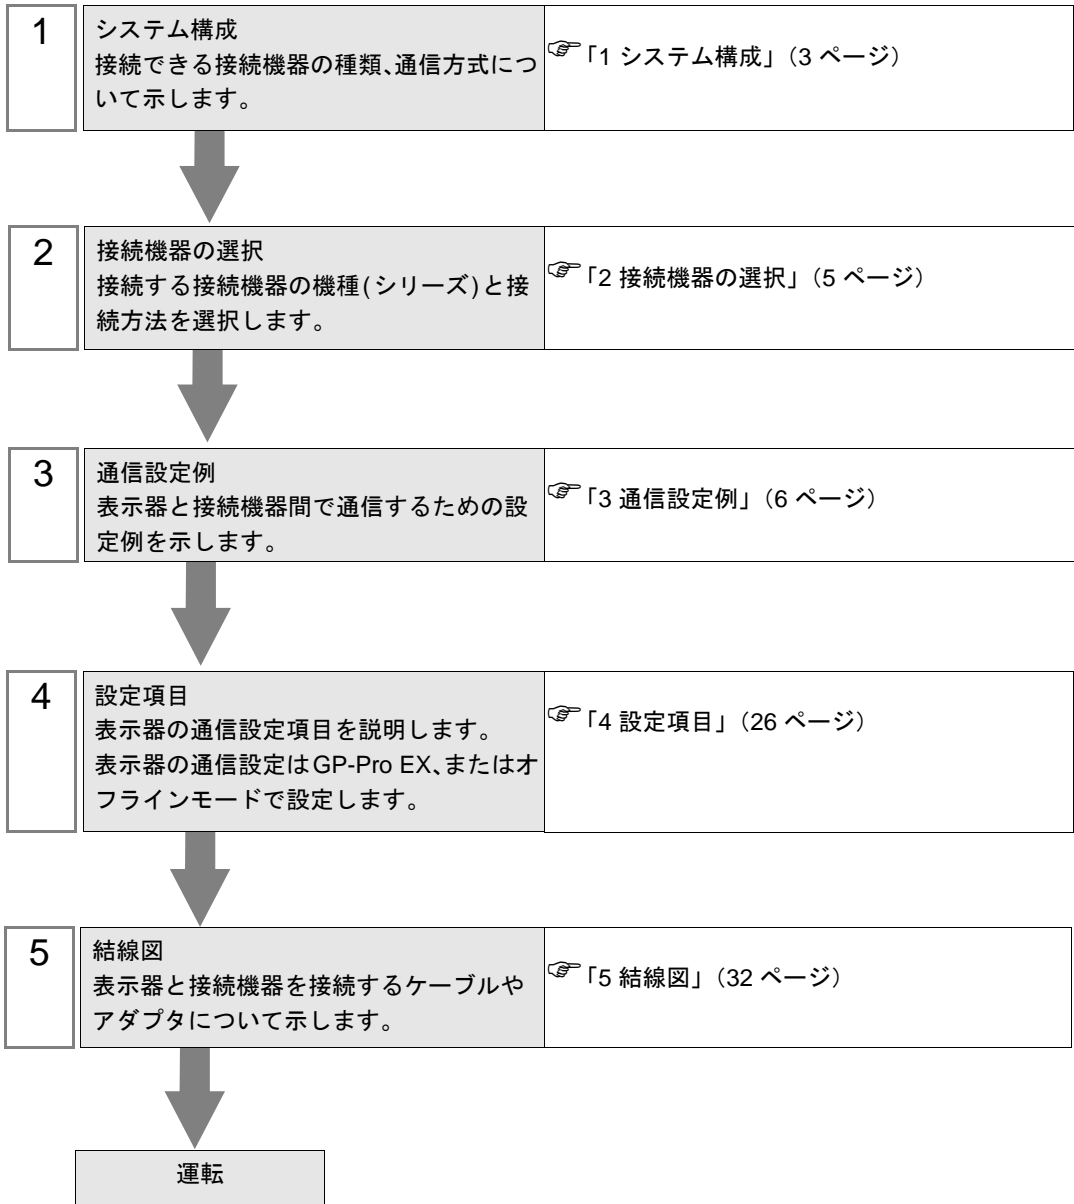 1
システム構成
接続できる接続機器の種類、通信方式につ
いて示します。
☞「1 システム構成」（3 ページ）
2
接続機器の選択
接続する接続機器の機種(シリーズ)と接
続方法を選択します。
☞「2 接続機器の選択」（5 ページ）
3
通信設定例
表示器と接続機器間で通信するための設
定例を示します。
☞「3 通信設定例」（6 ページ）
4
設定項目
表示器の通信設定項目を説明します。
表示器の通信設定はGP-Pro EX、またはオ
フラインモードで設定します。
☞「4 設定項目」（26 ページ）
5
結線図
表示器と接続機器を接続するケーブルや
アダプタについて示します。
☞「5 結線図」（32 ページ）
運転